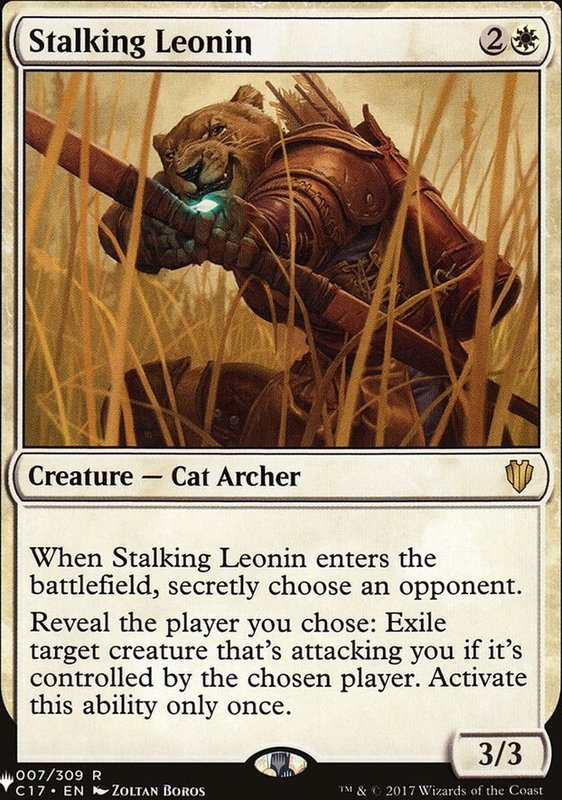 Stalking Leonin 2
Creature — Cat Archer
When Stalking Leonin enters the
battlefield, secretly choose an opponent.
Reveal the player you chose: Exile
target creature that's attacking you if it's
controlled by the chosen player. Activate
this ability only once.
3/3
007/309 R
C17 • EN Zoltan Boros
™ & © 2017 Wizards of the Coast